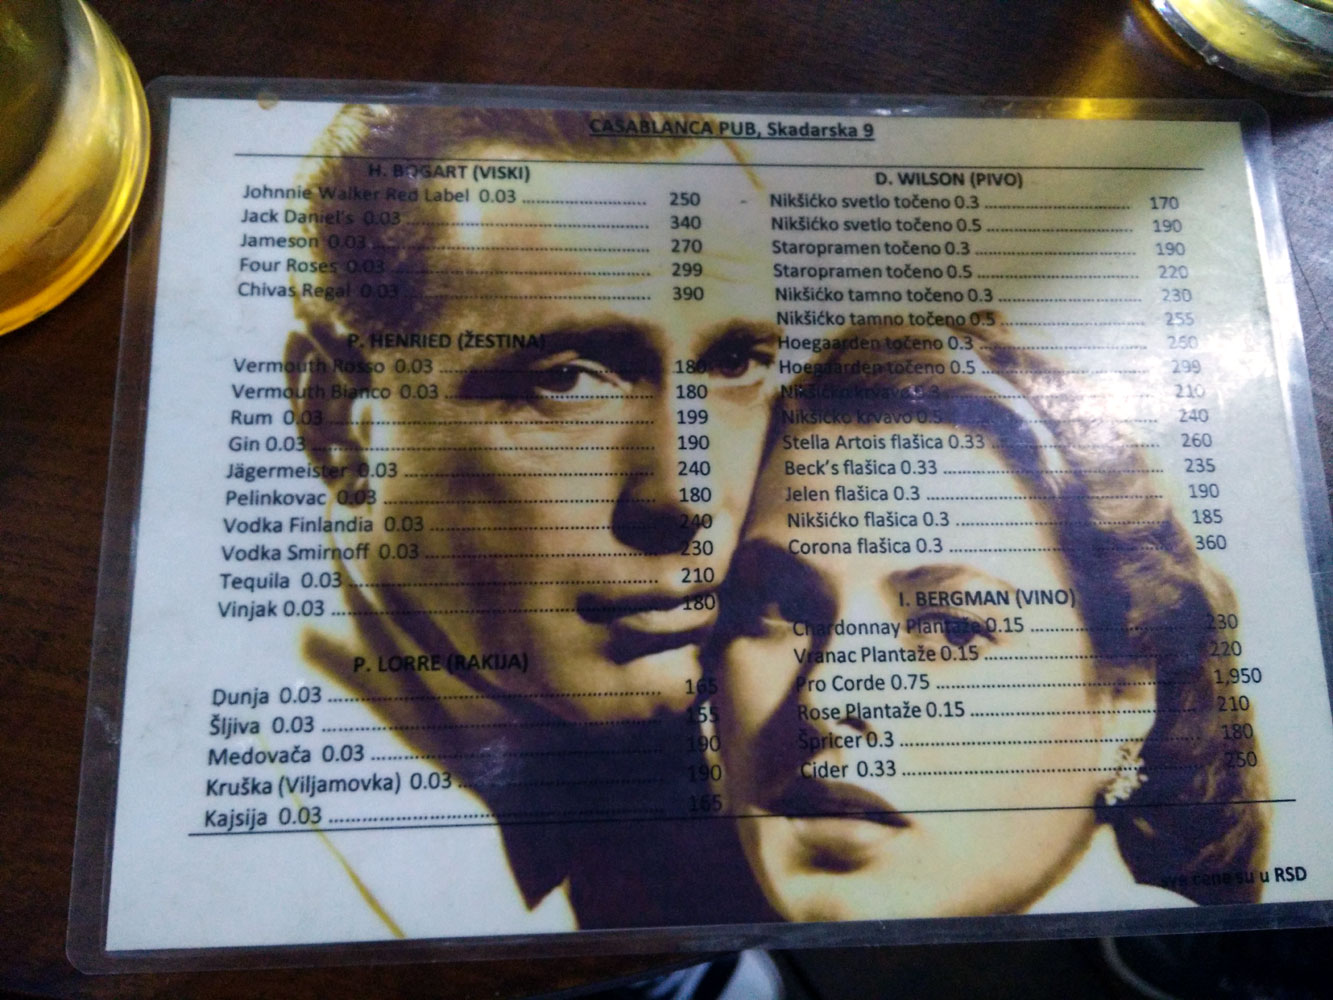 CASABLANCA PUB, Skadarska 9
H. BOGART (VISKI)
Johnnie Walker Red Label 0.03 ........ 250
Jack Daniel's 0.03 ........ 340
Jameson 0.03 ........ 270
Four Roses 0.03 ........ 299
Chivas Regal 0.03 ........ 390
P. HENRIED (ŽESTINA)
Vermouth Rosso 0.03 ........ 180
Vermouth Bianco 0.03 ........ 180
Rum 0.03 ........ 199
Gin 0.03 ........ 190
Jägermeister 0.03 ........ 240
Pelinkovac 0.03 ........ 180
Vodka Finlandia 0.03 ........ 240
Vodka Smirnoff 0.03 ........ 230
Tequila 0.03 ........ 210
Vinjak 0.03 ........ 180
P. LORRE (RAKIJA)
Dunja 0.03 ........ 165
Šljiva 0.03 ........ 155
Medovača 0.03 ........ 190
Kruška (Viljamovka) 0.03 ........ 190
Kajsija 0.03 ........ 165
D. WILSON (PIVO)
Nikšićko svetlo točeno 0.3 ........ 170
Nikšićko svetlo točeno 0.5 ........ 190
Staropramen točeno 0.3 ........ 190
Staropramen točeno 0.5 ........ 220
Nikšićko tamno točeno 0.3 ........ 230
Nikšićko tamno točeno 0.5 ........ 255
Hoegaarden točeno 0.3 ........ 260
Hoegaarden točeno 0.5 ........ 299
Nikšićko krvavo 0.3 ........ 210
Nikšićko krvavo 0.5 ........ 240
Stella Artois flašica 0.33 ........ 260
Beck's flašica 0.33 ........ 235
Jelen flašica 0.3 ........ 190
Nikšićko flašica 0.3 ........ 185
Corona flašica 0.3 ........ 360
I. BERGMAN (VINO)
Chardonnay Plantaže 0.15 ........ 230
Vranac Plantaže 0.15 ........ 220
Pro Corde 0.75 ........ 1,950
Rose Plantaže 0.15 ........ 210
Špricer 0.3 ........ 180
Cider 0.33 ........ 250
sve cene su u RSD